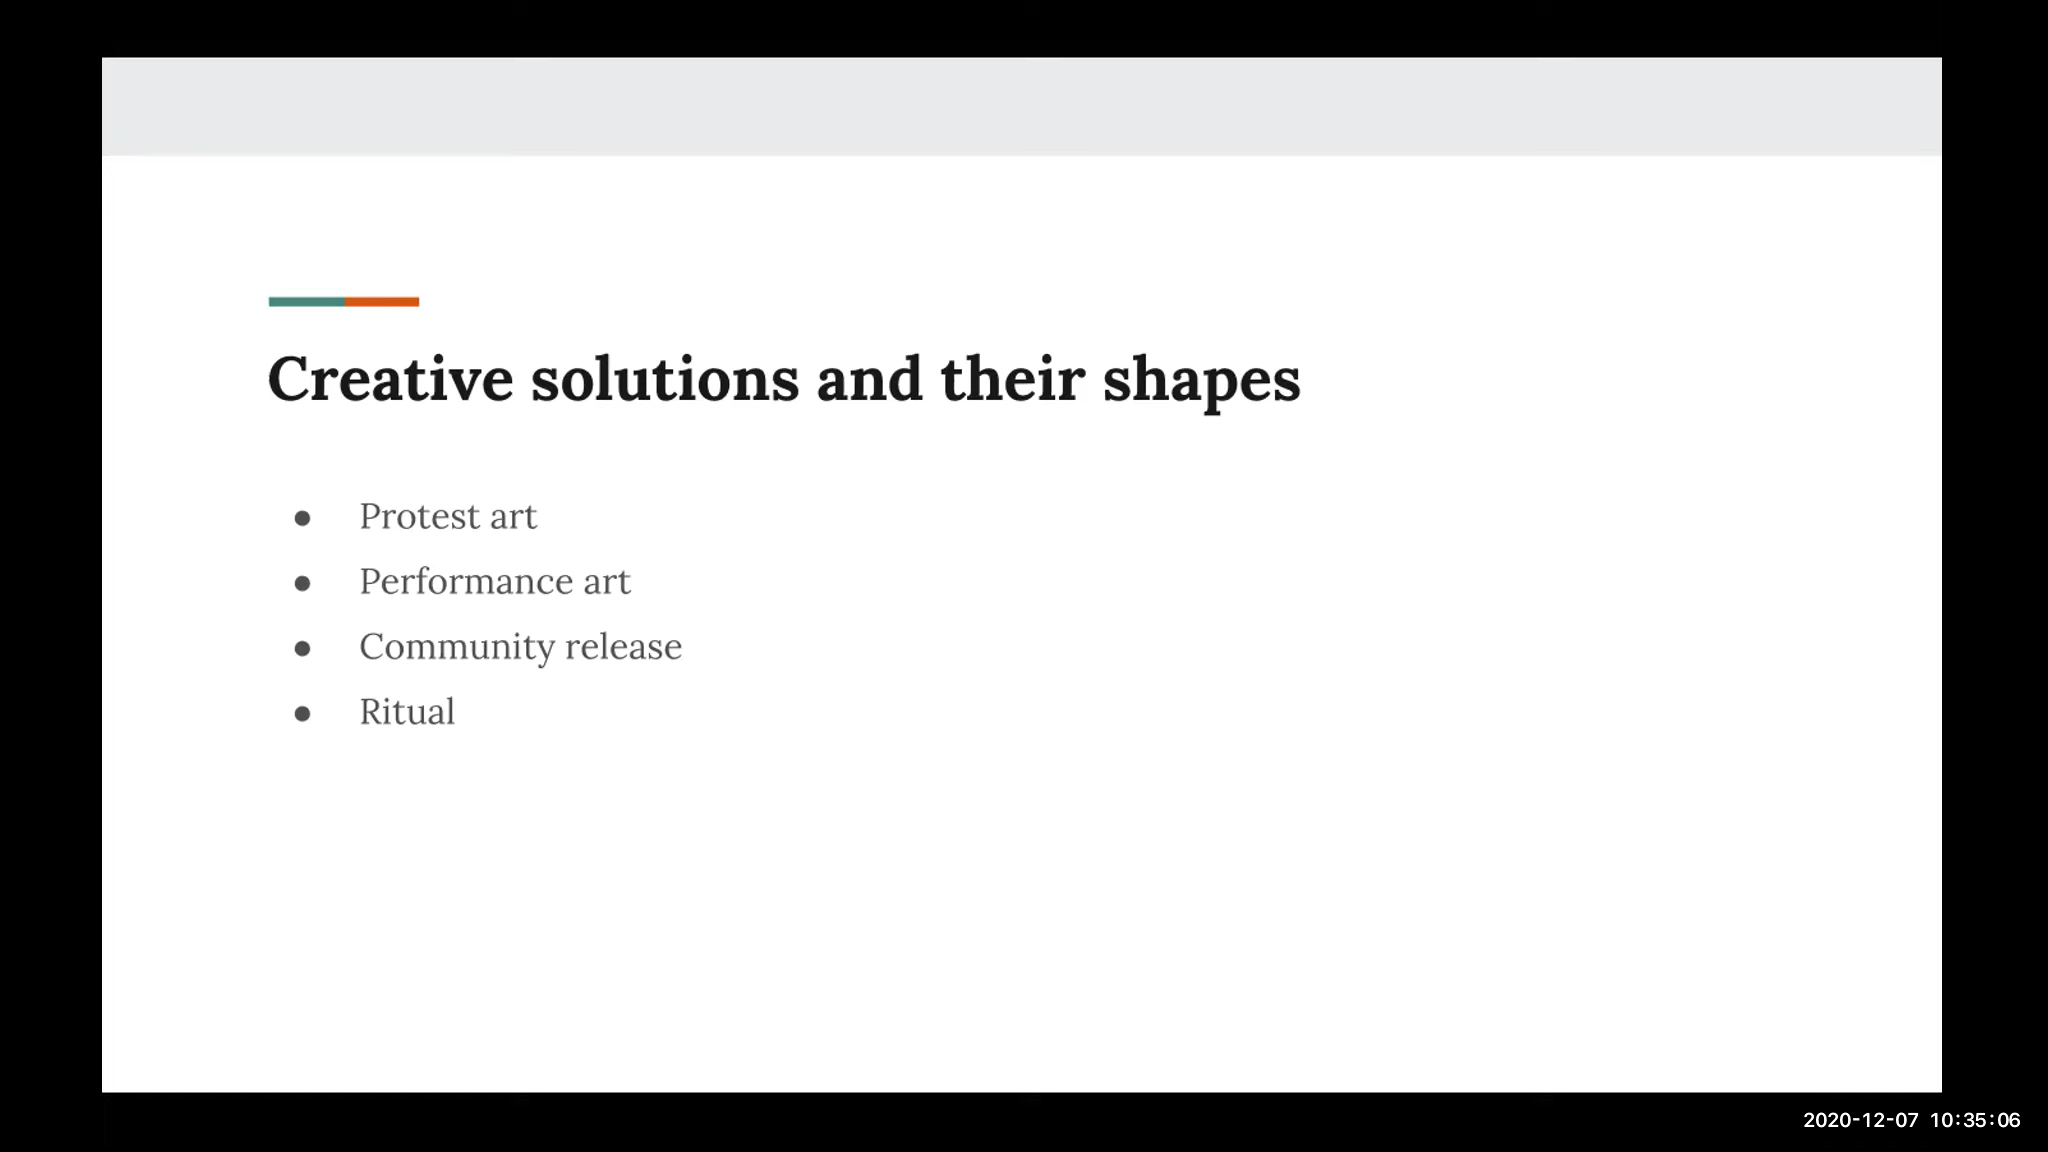 Creative solutions and their shapes
● Protest art
● Performance art
● Community release
● Ritual
2020-12-07 10:35:06